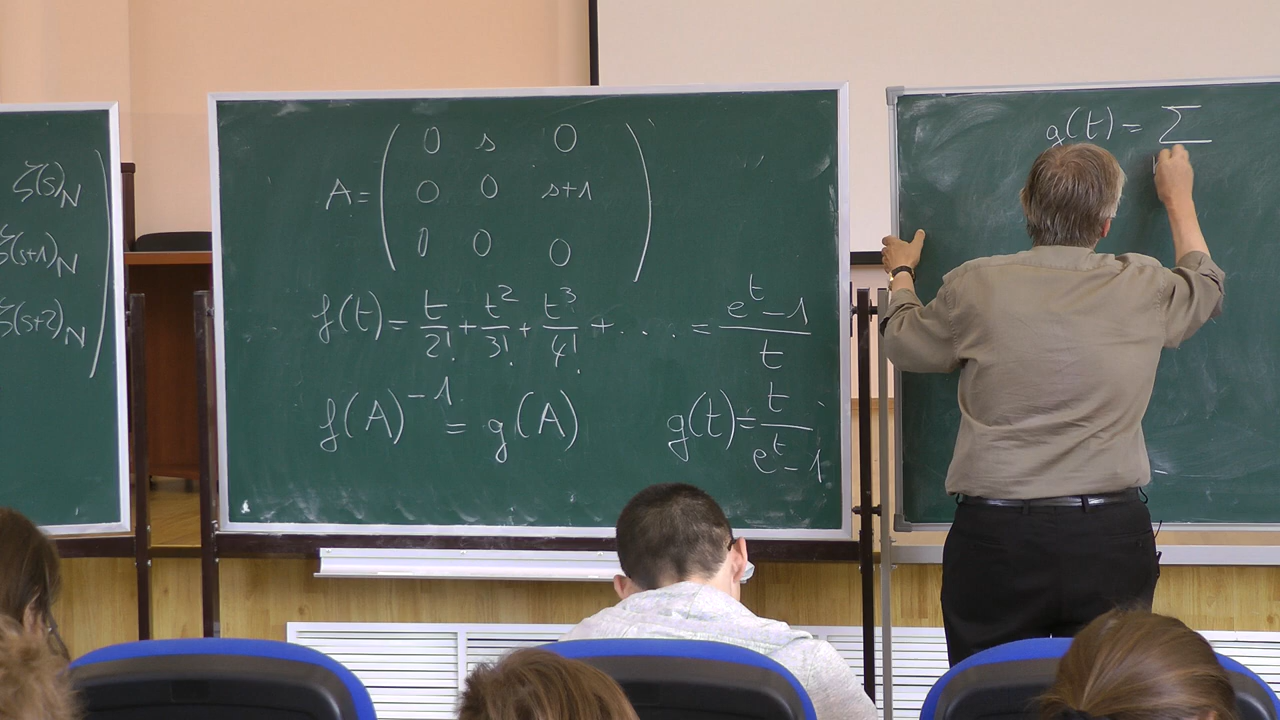 ζ(s)_N
ζ(s+1)_N
ζ(s+2)_N
A = ( 0 s 0
0 0 s+1
0 0 0 )
f(t) = t/2! + t²/3! + t³/4! + .... = (e^t - 1)/t
f(A)^-1 = g(A) g(t) = t/(e^t - 1)
g(t) = Σ